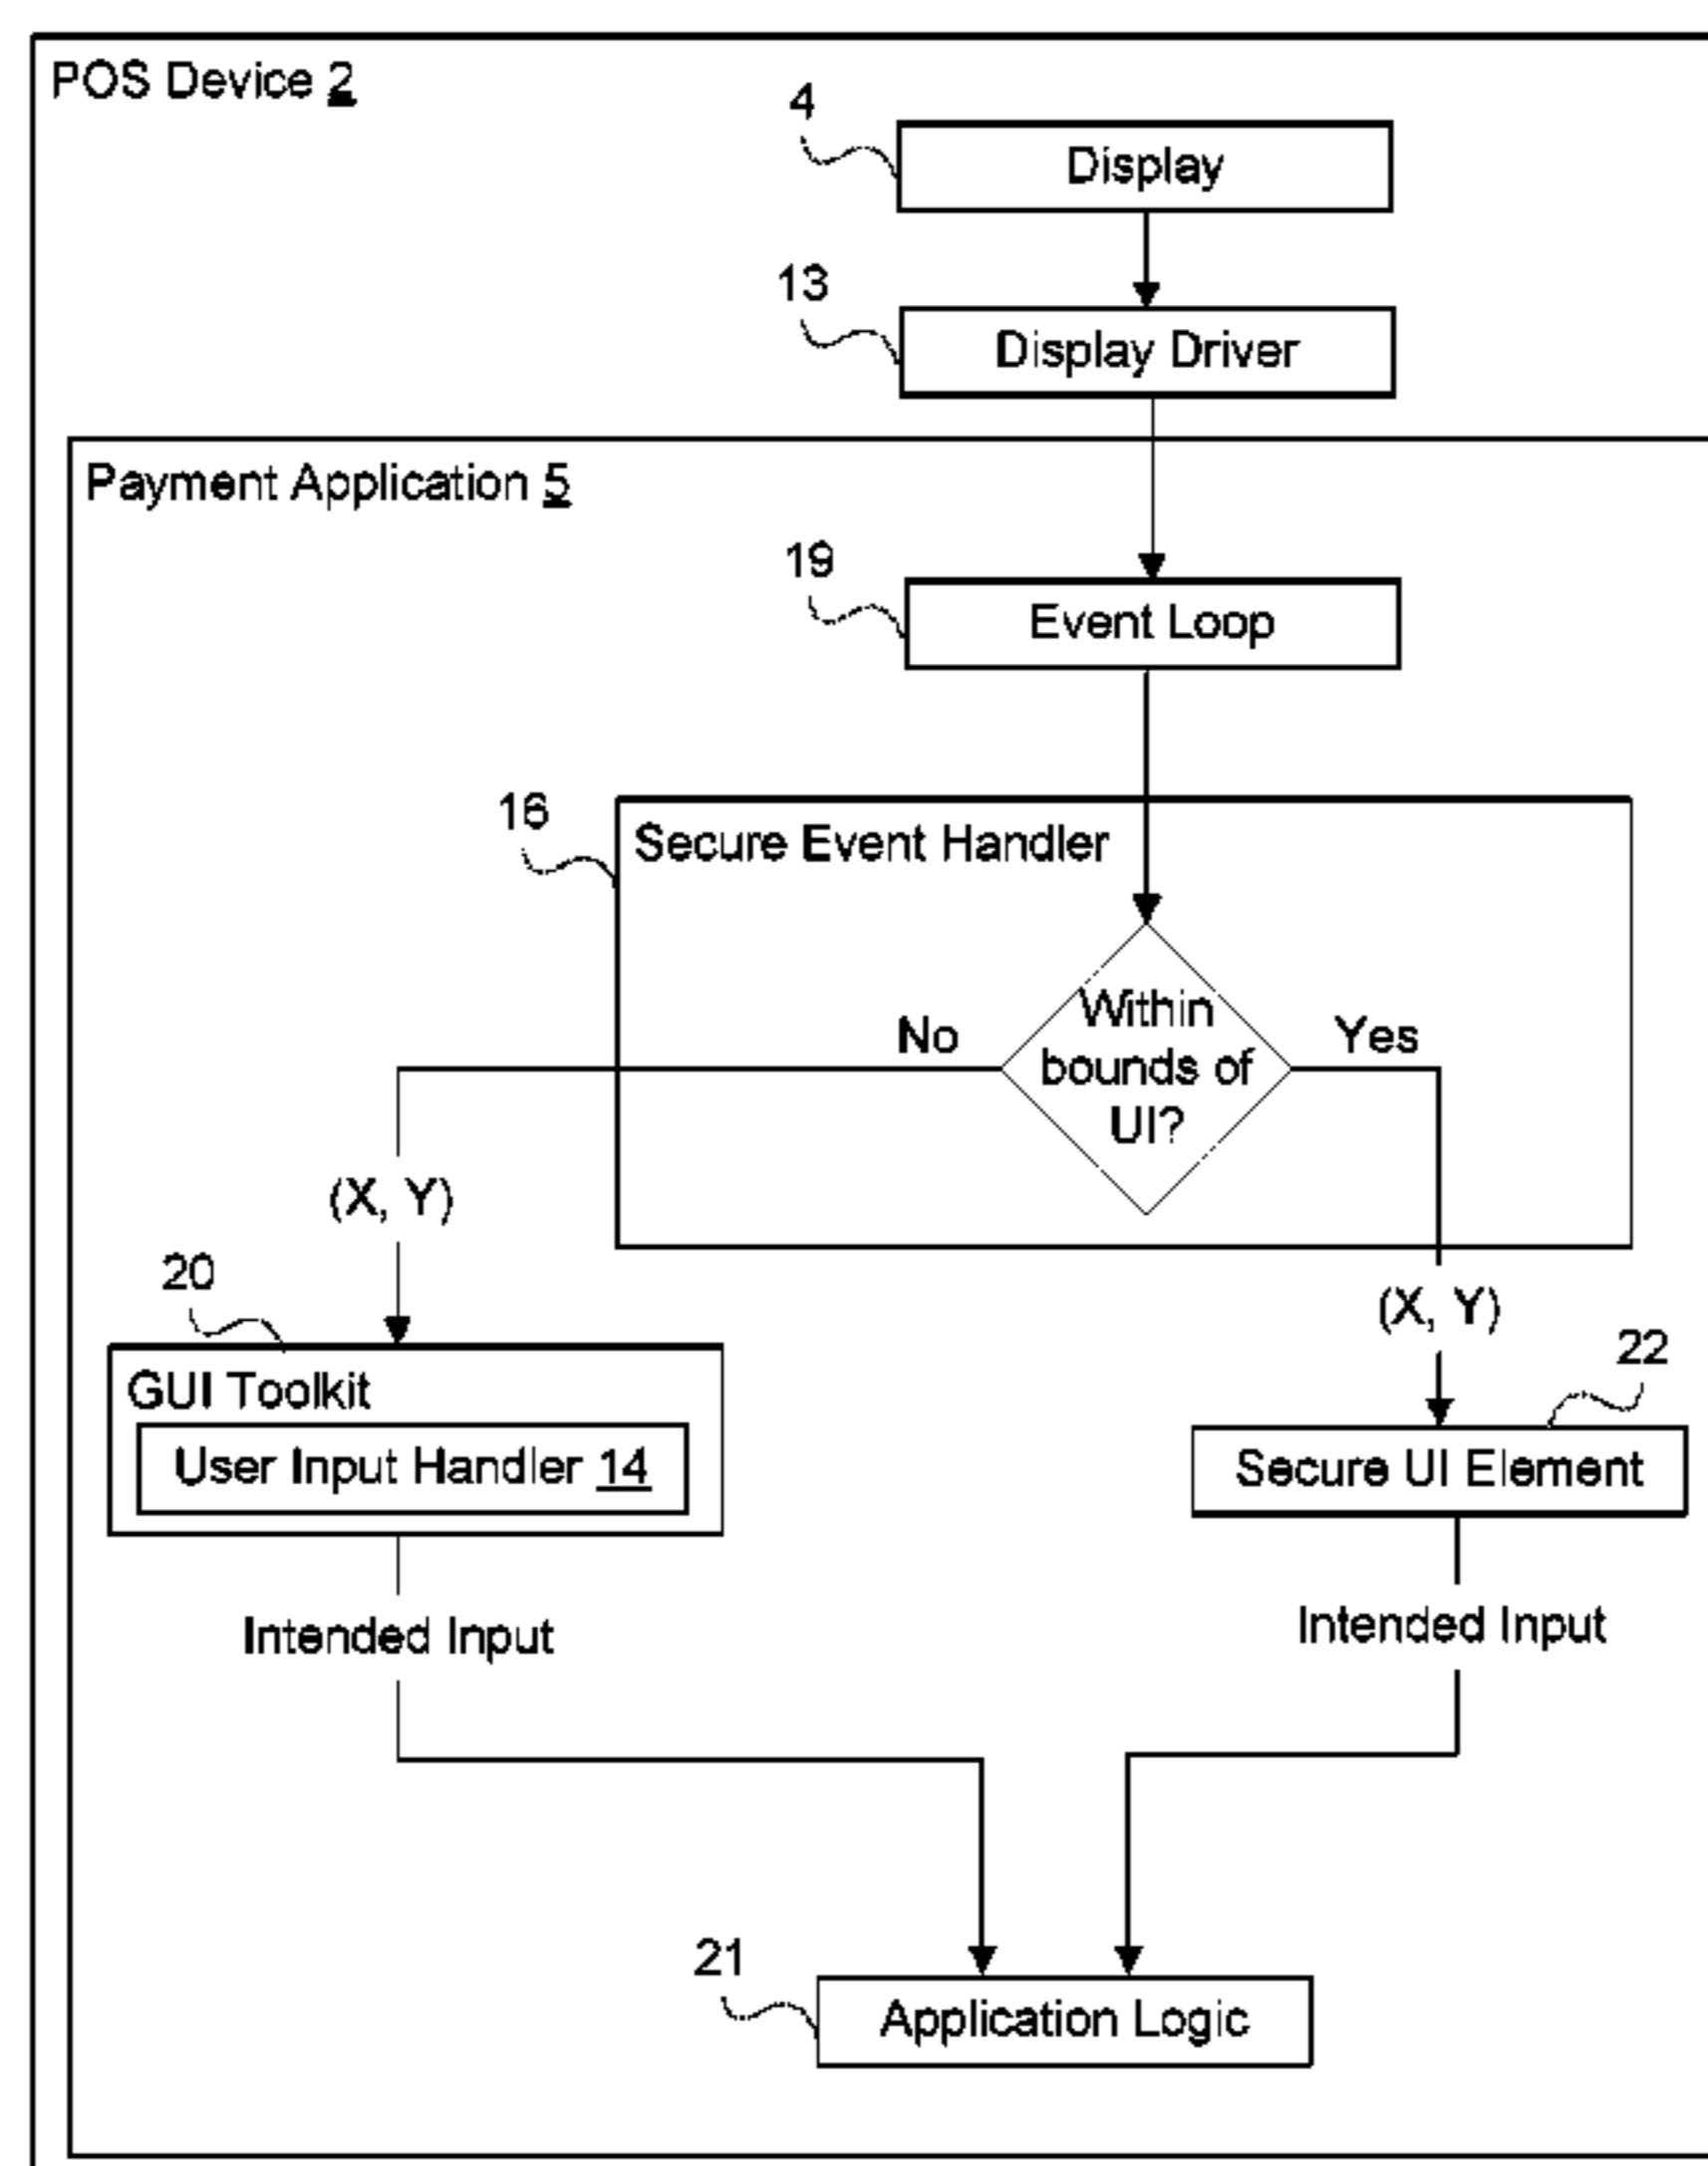 POS Device 2
4
Display
13
Display Driver
Payment Application 5
19
Event Loop
16
Secure Event Handler
No
Within
bounds of
UI?
Yes
(X, Y)
(X, Y)
20
GUI Toolkit
User Input Handler 14
22
Secure UI Element
Intended Input
Intended Input
21
Application Logic